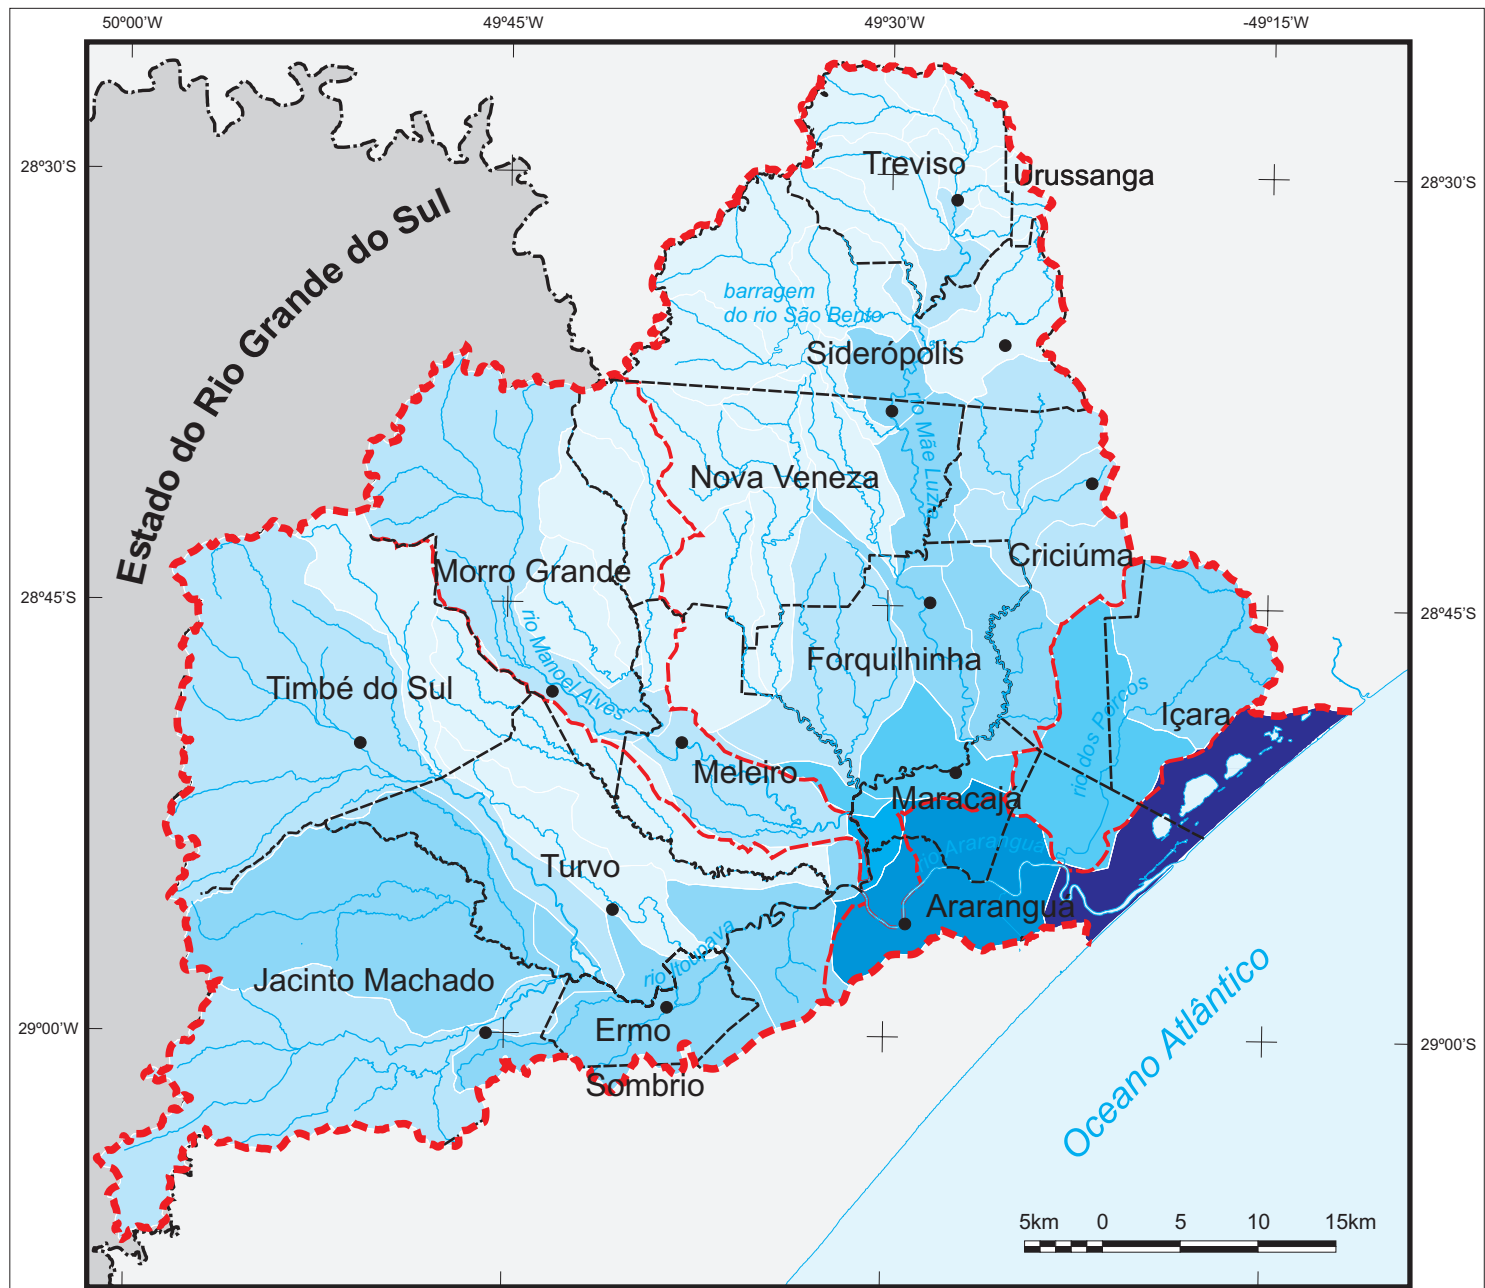 50°00'W
49°45'W
49°30'W
-49°15'W
28°30'S
28°30'S
Treviso
Urussanga
Estado do Rio Grande do Sul
barragem
do rio São Bento
Siderópolis
rio Mãe Luzia
Nova Veneza
Criciúma
Morro Grande
28°45'S
28°45'S
rio Manoel Alves
Forquilhinha
Timbé do Sul
rio dos Porcos
Içara
Meleiro
Maracajá
rio Araranguá
Turvo
Araranguá
rio Itoupava
Jacinto Machado
29°00'W
Ermo
29°00'S
Sombrio
Oceano Atlântico
5km 0 5 10 15km